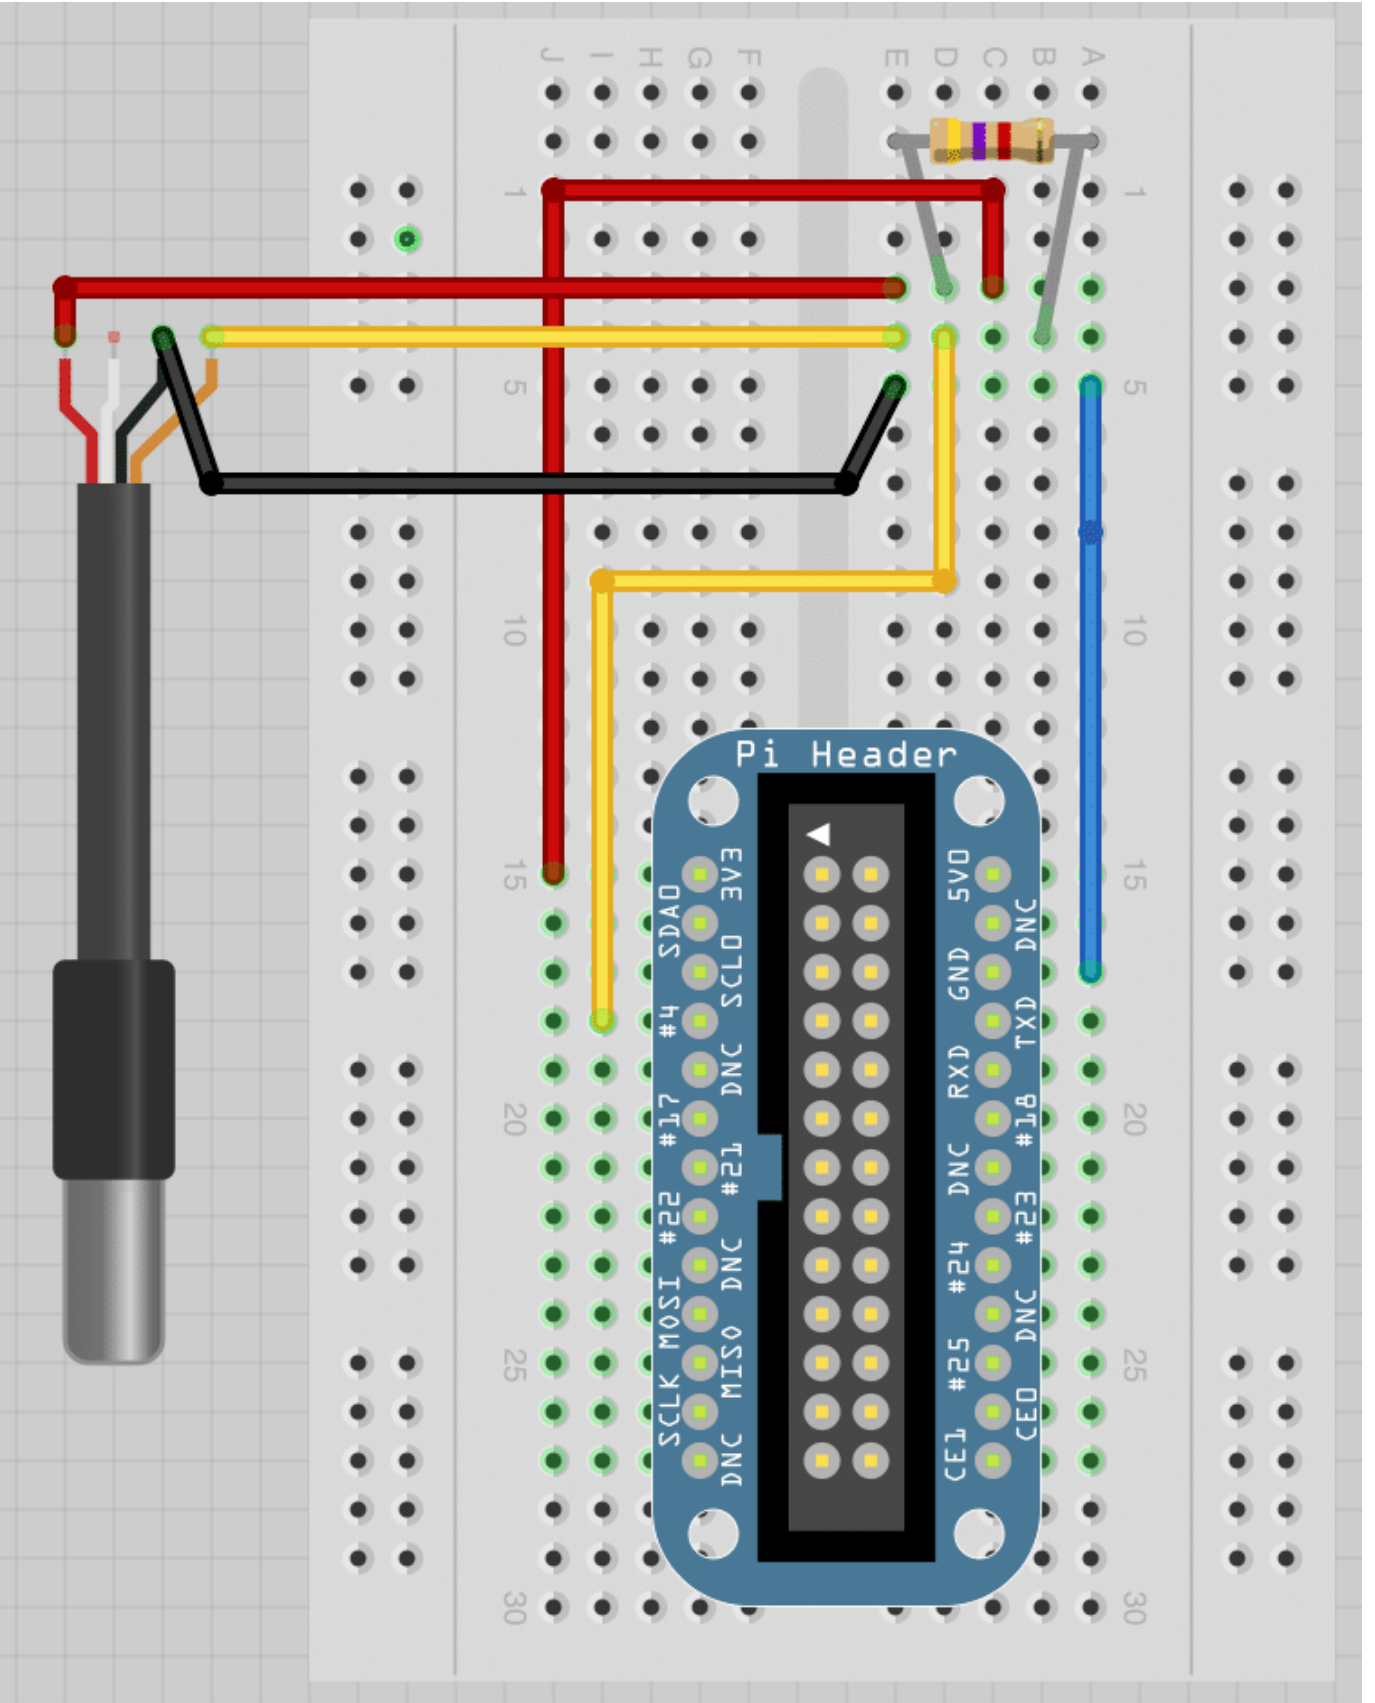 J I H G F E D C B A
1 1
5 5
10 10
Pi Header
15 15
3V3 5V0
SDA0 DNC
SCL0 GND
#4 TXD
DNC RXD
#17 #18
20 20
#21 DNC
#22 #23
DNC #24
MOSI DNC
MISO #25
25 25
SCLK CE0
DNC CE1
30 30